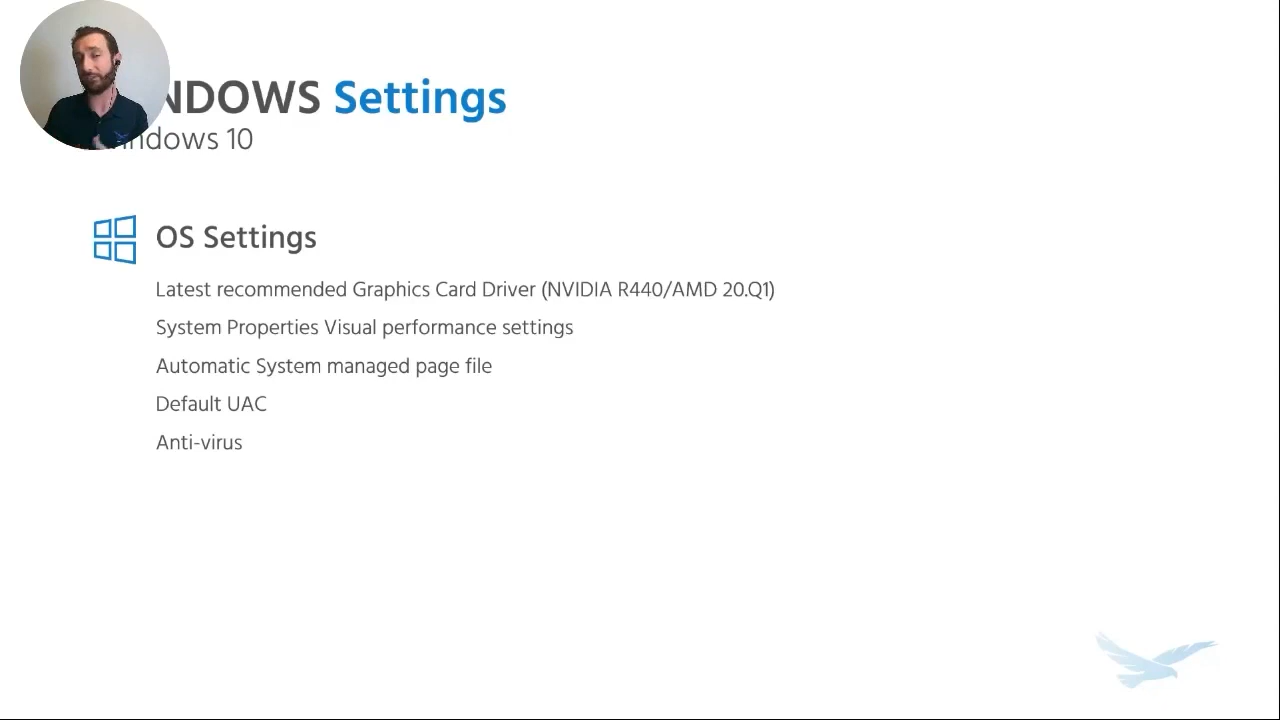 NDOWS Settings
ndows 10
OS Settings
Latest recommended Graphics Card Driver (NVIDIA R440/AMD 20.Q1)
System Properties Visual performance settings
Automatic System managed page file
Default UAC
Anti-virus